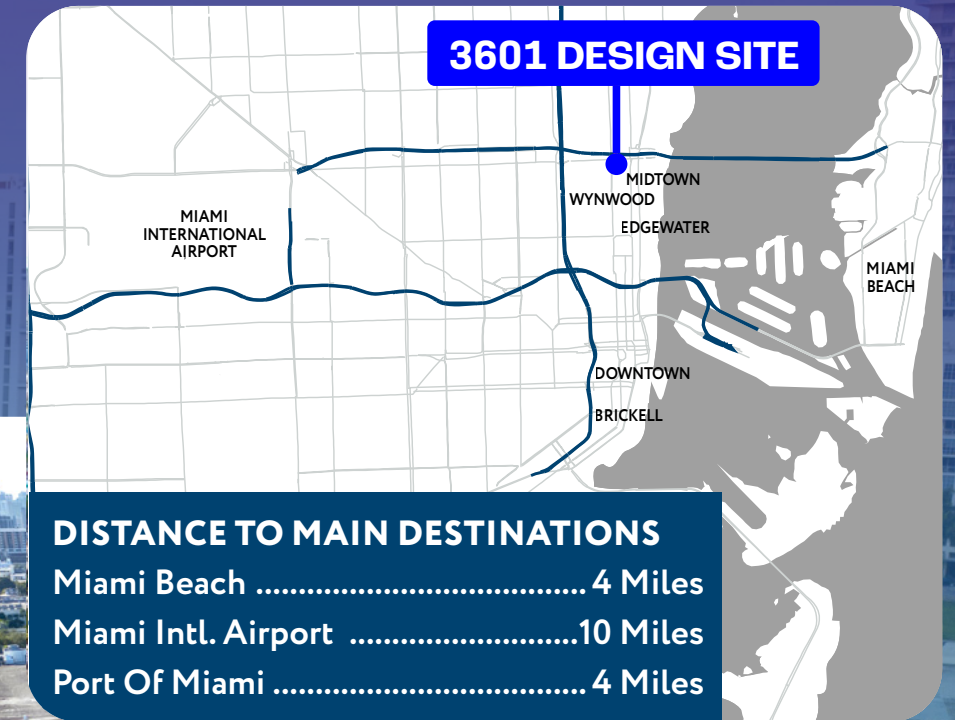 3601 DESIGN SITE
MIDTOWN
WYNWOOD
EDGEWATER
MIAMI
INTERNATIONAL
AIRPORT
MIAMI
BEACH
DOWNTOWN
BRICKELL
DISTANCE TO MAIN DESTINATIONS
Miami Beach ....................................... 4 Miles
Miami Intl. Airport ...........................10 Miles
Port Of Miami ..................................... 4 Miles